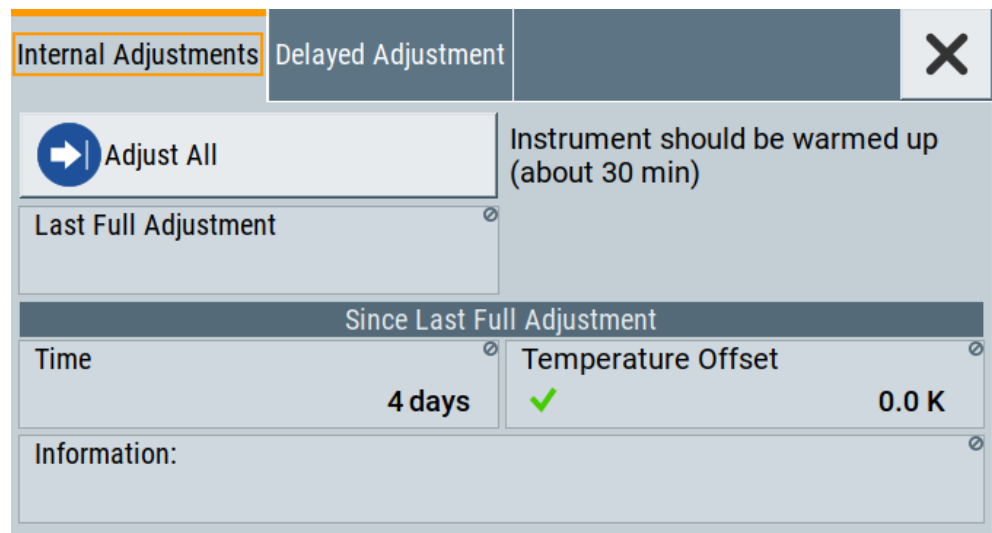 Internal Adjustments
Delayed Adjustment
Adjust All
Instrument should be warmed up
(about 30 min)
Last Full Adjustment
Since Last Full Adjustment
Time
4 days
Temperature Offset
0.0 K
Information: